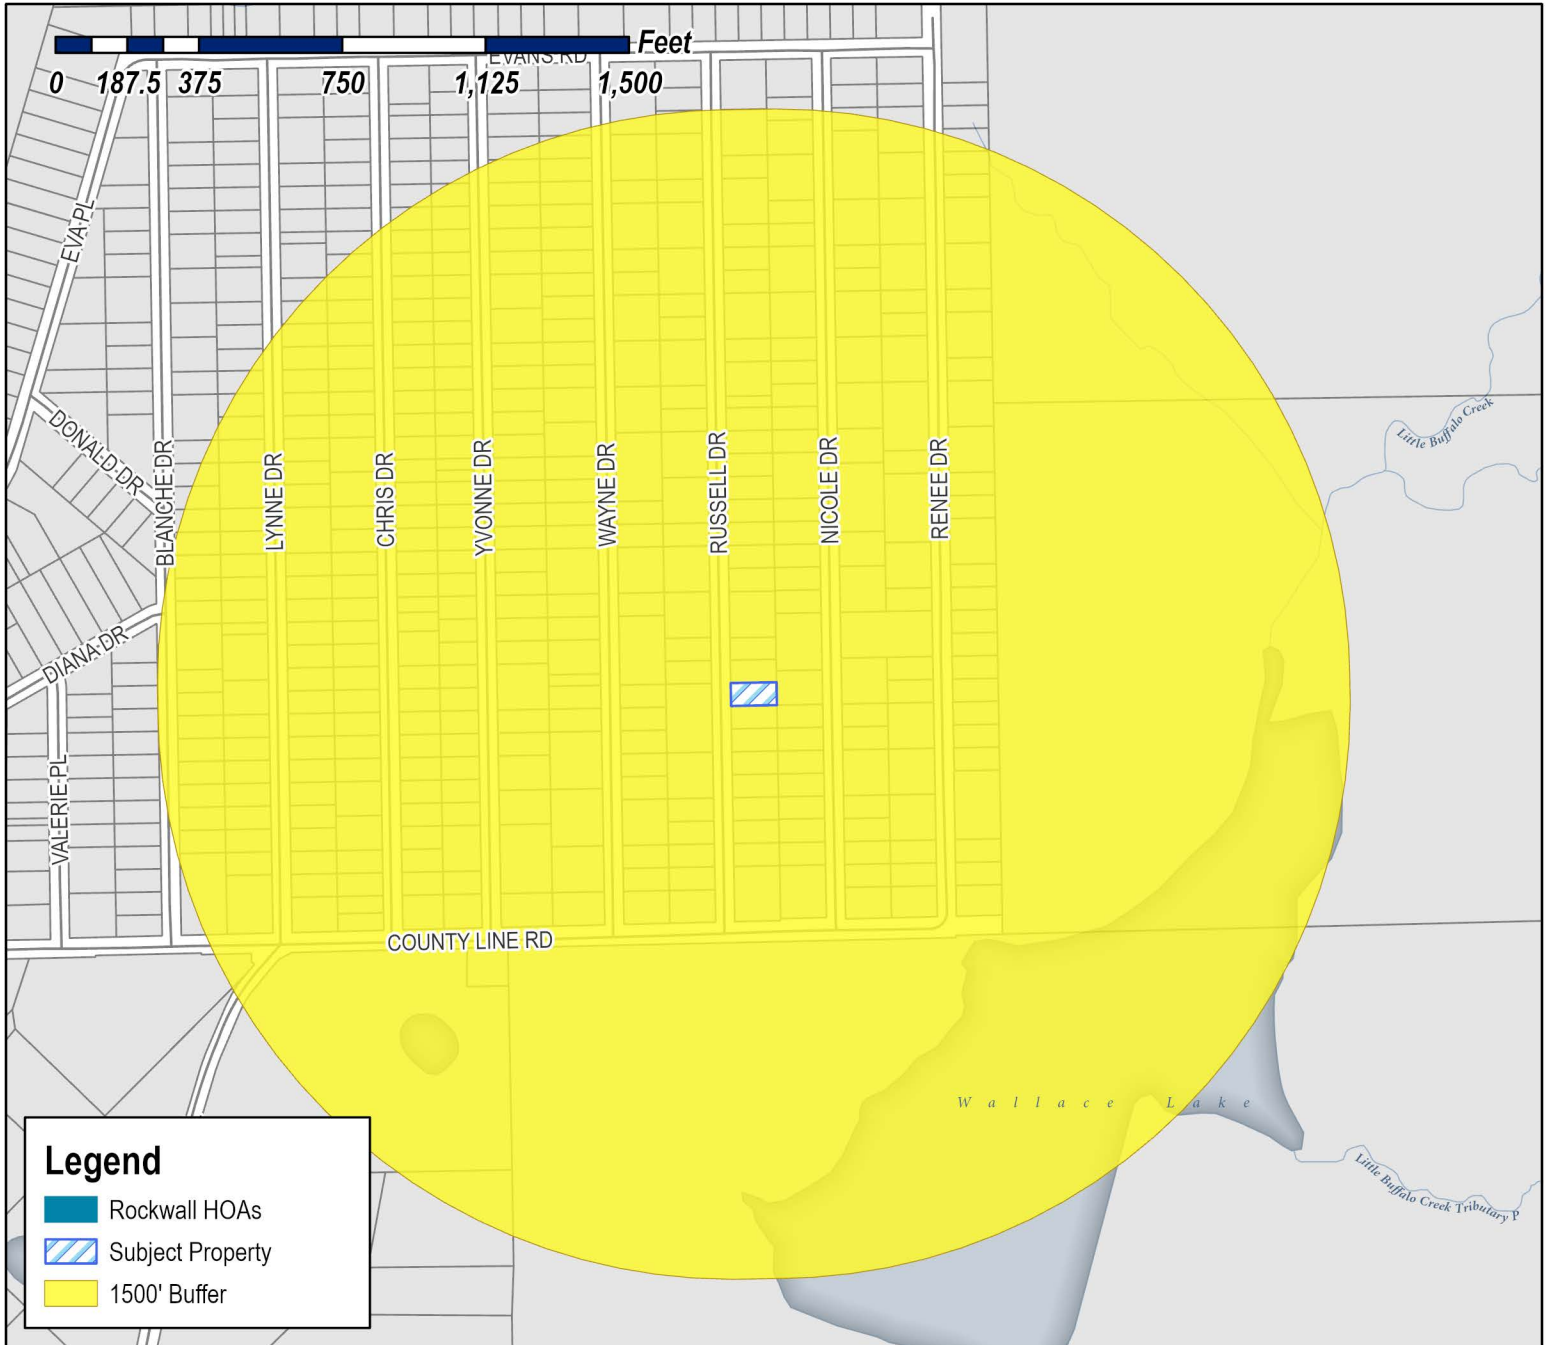 Feet
EVANS RD
0 187.5 375 750 1,125 1,500
EVA PL
DONALD DR
BLANCHE DR
LYNNE DR
CHRIS DR
YVONNE DR
WAYNE DR
RUSSELL DR
NICOLE DR
RENEE DR
Little Buffalo Creek
DIANA DR
VALERIE PL
COUNTY LINE RD
Wallace Lake
Little Buffalo Creek Tributary P
Legend
Rockwall HOAs
Subject Property
1500' Buffer